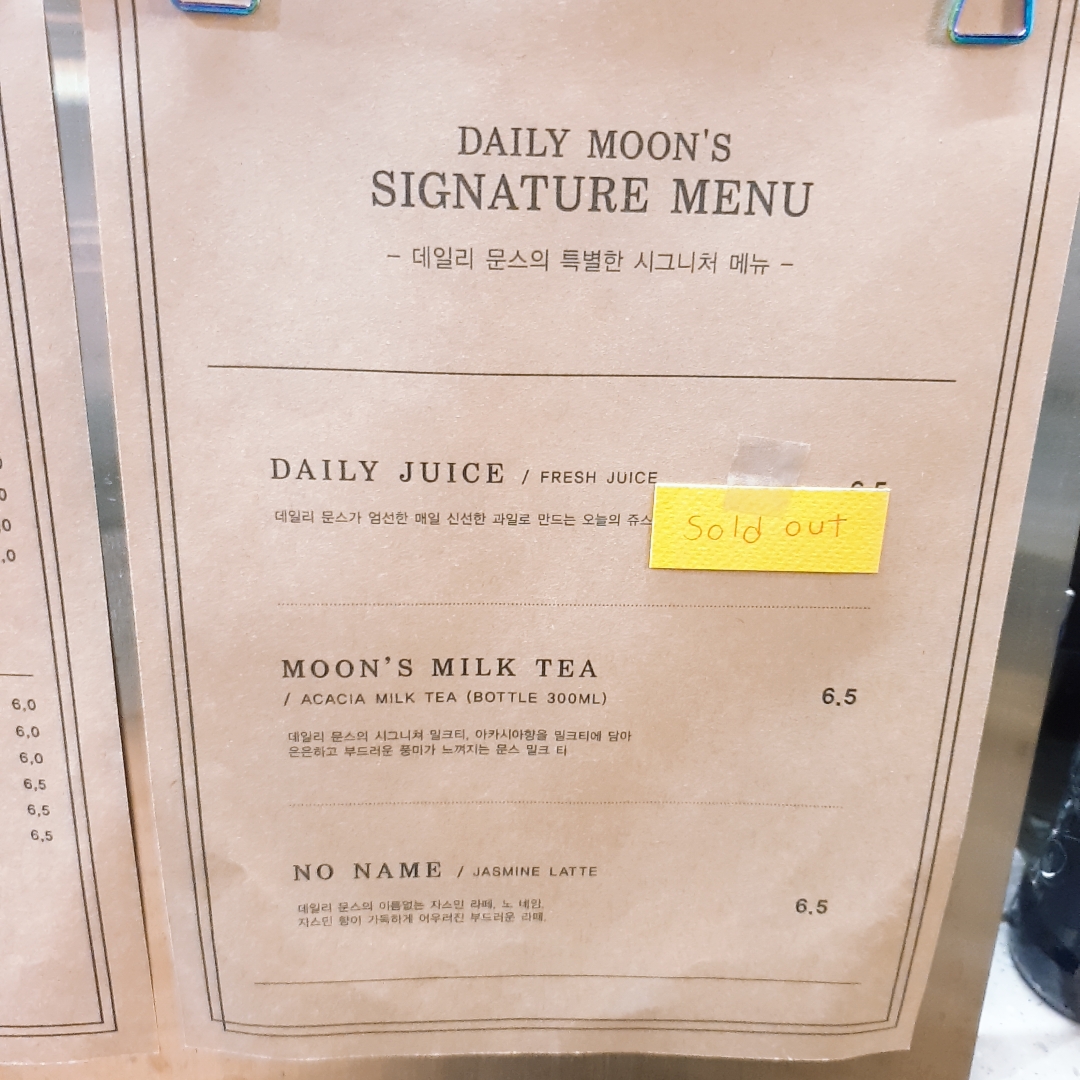 DAILY MOON'S
SIGNATURE MENU
- 데일리 문스의 특별한 시그니처 메뉴 -
DAILY JUICE / FRESH JUICE
데일리 문스가 엄선한 매일 신선한 과일로 만드는 오늘의 쥬스
Sold out
MOON'S MILK TEA
/ ACACIA MILK TEA (BOTTLE 300ML)
6.5
데일리 문스의 시그니쳐 밀크티, 아카시아향을 밀크티에 담아
은은하고 부드러운 풍미가 느껴지는 문스 밀크 티
NO NAME / JASMINE LATTE
데일리 문스의 이름없는 자스민 라떼, 노 네임.
6.5
자스민 향이 가득하게 어우러진 부드러운 라떼.
6,0
6,0
6,0
6,5
6,5
6,5